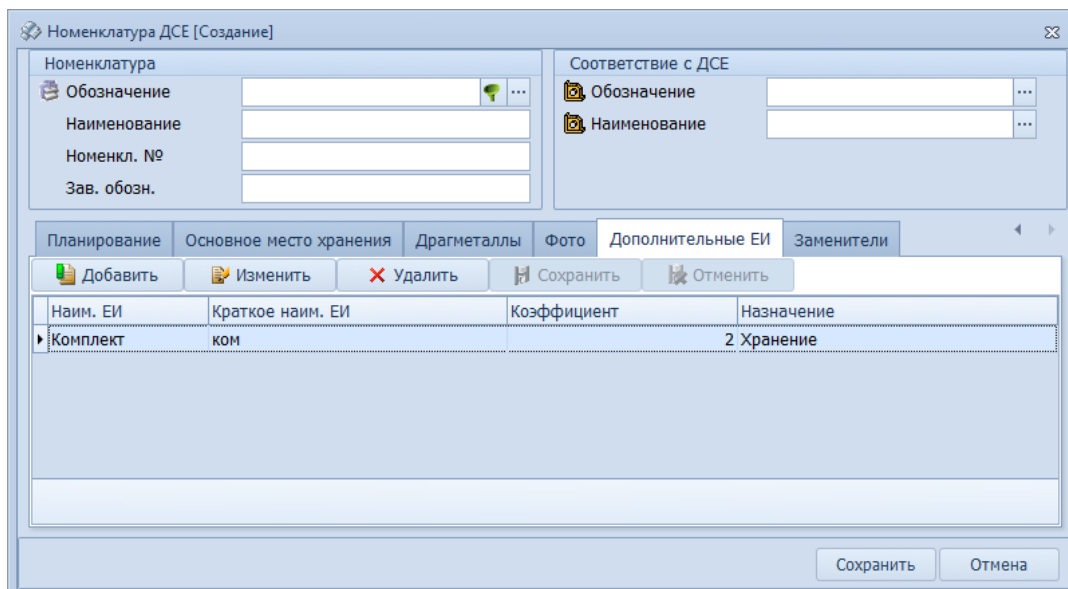 Номенклатура ДСЕ [Создание]
Номенклатура
Обозначение
Наименование
Номенкл. №
Зав. обозн.
Соответствие с ДСЕ
Обозначение
Наименование
Планирование Основное место хранения Драгметаллы Фото Дополнительные ЕИ Заменители
Добавить Изменить Удалить Сохранить Отменить
Наим. ЕИ Краткое наим. ЕИ Коэффициент Назначение
Комплект ком 2 Хранение
Сохранить Отмена